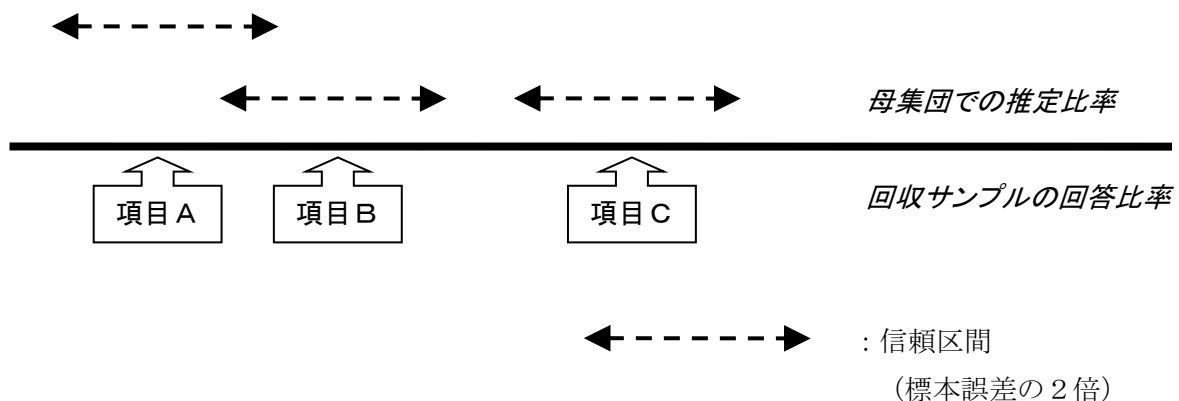 母集団での推定比率
項目A 項目B 項目C
回収サンプルの回答比率
：信頼区間
（標本誤差の２倍）